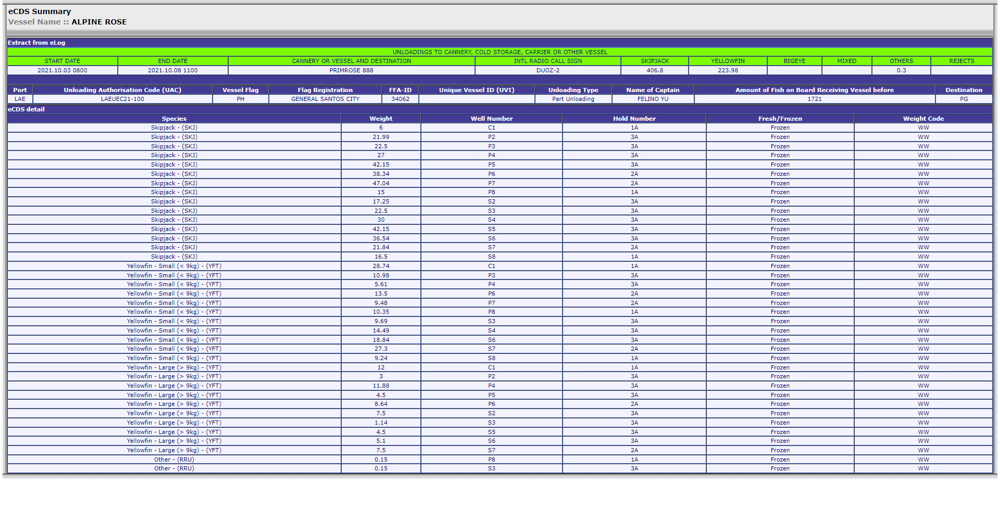 eCDS Summary
Vessel Name :: ALPINE ROSE
Extract from eLog
UNLOADINGS TO CANNERY, COLD STORAGE, CARRIER OR OTHER VESSEL
START DATE END DATE CANNERY OR VESSEL AND DESTINATION INTL RADIO CALL SIGN SKIPJACK YELLOWFIN BIGEYE MIXED OTHERS REJECTS
2021.10.03 0800 2021.10.08 1100 PRIMROSE 888 DUOZ-2 406.8 223.98 0.3
Port Unloading Authorisation Code (UAC) Vessel Flag Flag Registration FFA-ID Unique Vessel ID (UVI) Unloading Type Name of Captain Amount of Fish on Board Receiving Vessel before Destination
LAE LAEUEC21-100 PH GENERAL SANTOS CITY 34062 Part Unloading FELINO YU 1721 PG
eCDS detail
Species Weight Well Number Hold Number Fresh/Frozen Weight Code
Skipjack - (SKJ) 6 C1 1A Frozen WW
Skipjack - (SKJ) 21.99 P2 3A Frozen WW
Skipjack - (SKJ) 22.5 P3 3A Frozen WW
Skipjack - (SKJ) 27 P4 3A Frozen WW
Skipjack - (SKJ) 42.15 P5 3A Frozen WW
Skipjack - (SKJ) 38.34 P6 2A Frozen WW
Skipjack - (SKJ) 47.04 P7 2A Frozen WW
Skipjack - (SKJ) 15 P8 1A Frozen WW
Skipjack - (SKJ) 17.25 S2 3A Frozen WW
Skipjack - (SKJ) 22.5 S3 3A Frozen WW
Skipjack - (SKJ) 30 S4 3A Frozen WW
Skipjack - (SKJ) 42.15 S5 3A Frozen WW
Skipjack - (SKJ) 36.54 S6 3A Frozen WW
Skipjack - (SKJ) 21.84 S7 2A Frozen WW
Skipjack - (SKJ) 16.5 S8 1A Frozen WW
Yellowfin - Small (< 9kg) - (YFT) 28.74 C1 1A Frozen WW
Yellowfin - Small (< 9kg) - (YFT) 10.98 P3 3A Frozen WW
Yellowfin - Small (< 9kg) - (YFT) 5.61 P4 3A Frozen WW
Yellowfin - Small (< 9kg) - (YFT) 13.5 P6 2A Frozen WW
Yellowfin - Small (< 9kg) - (YFT) 9.48 P7 2A Frozen WW
Yellowfin - Small (< 9kg) - (YFT) 10.35 P8 1A Frozen WW
Yellowfin - Small (< 9kg) - (YFT) 9.69 S3 3A Frozen WW
Yellowfin - Small (< 9kg) - (YFT) 14.49 S4 3A Frozen WW
Yellowfin - Small (< 9kg) - (YFT) 18.84 S6 3A Frozen WW
Yellowfin - Small (< 9kg) - (YFT) 27.3 S7 2A Frozen WW
Yellowfin - Small (< 9kg) - (YFT) 9.24 S8 1A Frozen WW
Yellowfin - Large (> 9kg) - (YFT) 12 C1 1A Frozen WW
Yellowfin - Large (> 9kg) - (YFT) 3 P2 3A Frozen WW
Yellowfin - Large (> 9kg) - (YFT) 11.88 P4 3A Frozen WW
Yellowfin - Large (> 9kg) - (YFT) 4.5 P5 3A Frozen WW
Yellowfin - Large (> 9kg) - (YFT) 8.64 P6 2A Frozen WW
Yellowfin - Large (> 9kg) - (YFT) 7.5 S2 3A Frozen WW
Yellowfin - Large (> 9kg) - (YFT) 1.14 S3 3A Frozen WW
Yellowfin - Large (> 9kg) - (YFT) 4.5 S5 3A Frozen WW
Yellowfin - Large (> 9kg) - (YFT) 5.1 S6 3A Frozen WW
Yellowfin - Large (> 9kg) - (YFT) 7.5 S7 2A Frozen WW
Other - (RRU) 0.15 P8 1A Frozen WW
Other - (RRU) 0.15 S3 3A Frozen WW